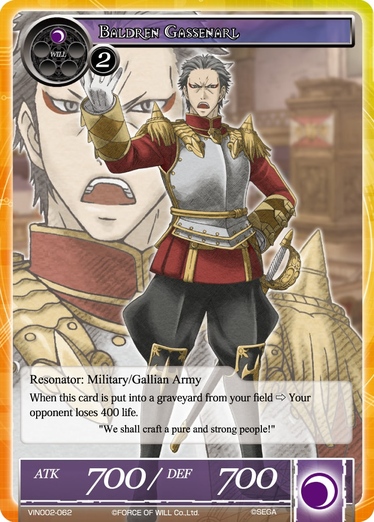 BALDREN GASSENARL
WILL
2
Resonator: Military/Gallian Army
When this card is put into a graveyard from your field ⇨ Your
opponent loses 400 life.
"We shall craft a pure and strong people!"
ATK 700 / DEF 700
VIN002-062 ©FORCE OF WILL Co.,Ltd. ©SEGA